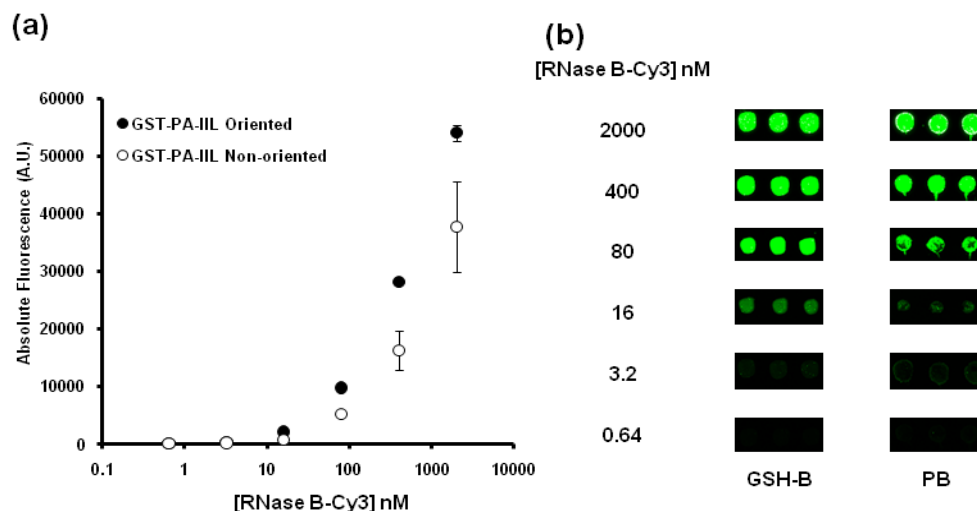 (a)
60000
50000
40000
30000
20000
10000
0
Absolute Fluorescence (A.U.)
GST-PA-IIL Oriented
GST-PA-IIL Non-oriented
0.1 1 10 100 1000 10000
[RNase B-Cy3] nM
(b)
[RNase B-Cy3] nM
2000
400
80
16
3.2
0.64
GSH-B PB